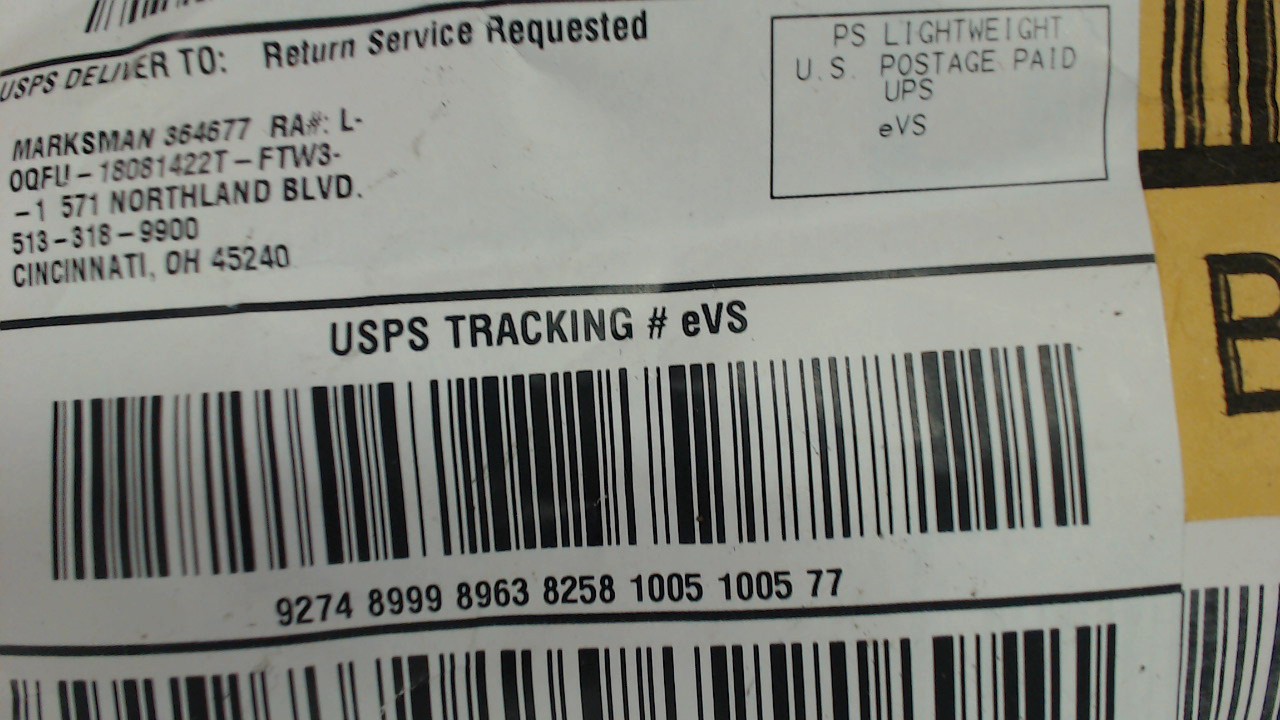 USPS DELIVER TO: Return Service Requested
PS LIGHTWEIGHT
U.S. POSTAGE PAID
UPS
eVS
MARKSMAN 364677 RA#: L-
0QFU-18081422T-FTW3-
-1 571 NORTHLAND BLVD.
513-318-9900
CINCINNATI, OH 45240
USPS TRACKING # eVS
9274 8999 8963 8258 1005 1005 77
B